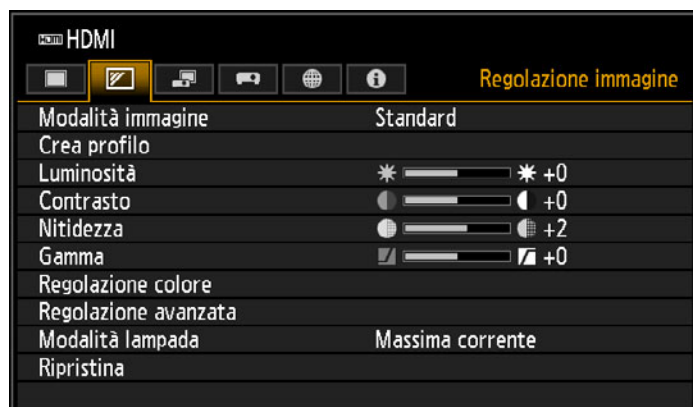 HDMI HDMI
Regolazione immagine
Modalità immagine Standard
Crea profilo
Luminosità +0
Contrasto +0
Nitidezza +2
Gamma +0
Regolazione colore
Regolazione avanzata
Modalità lampada Massima corrente
Ripristina